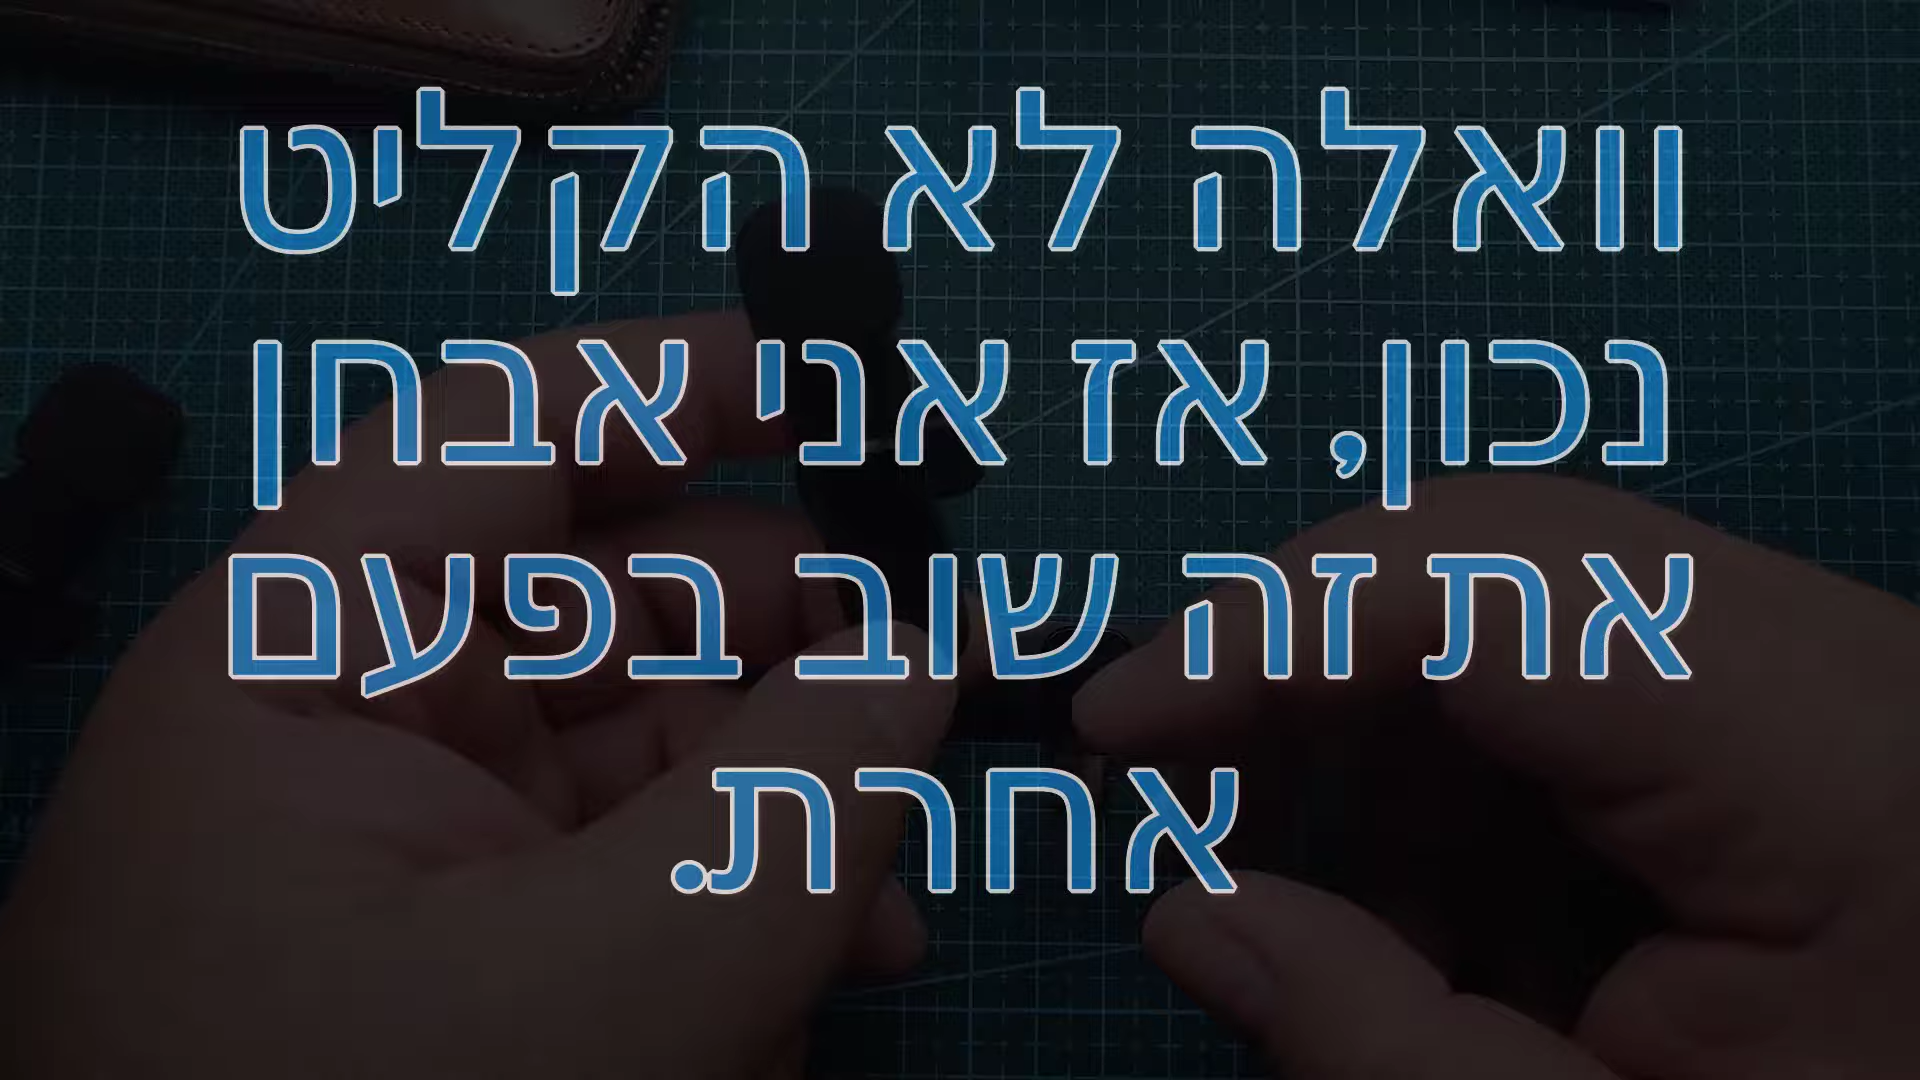 וואלה לא הקליט
נכון, אז אני אבחן
את זה שוב בפעם
אחרת.